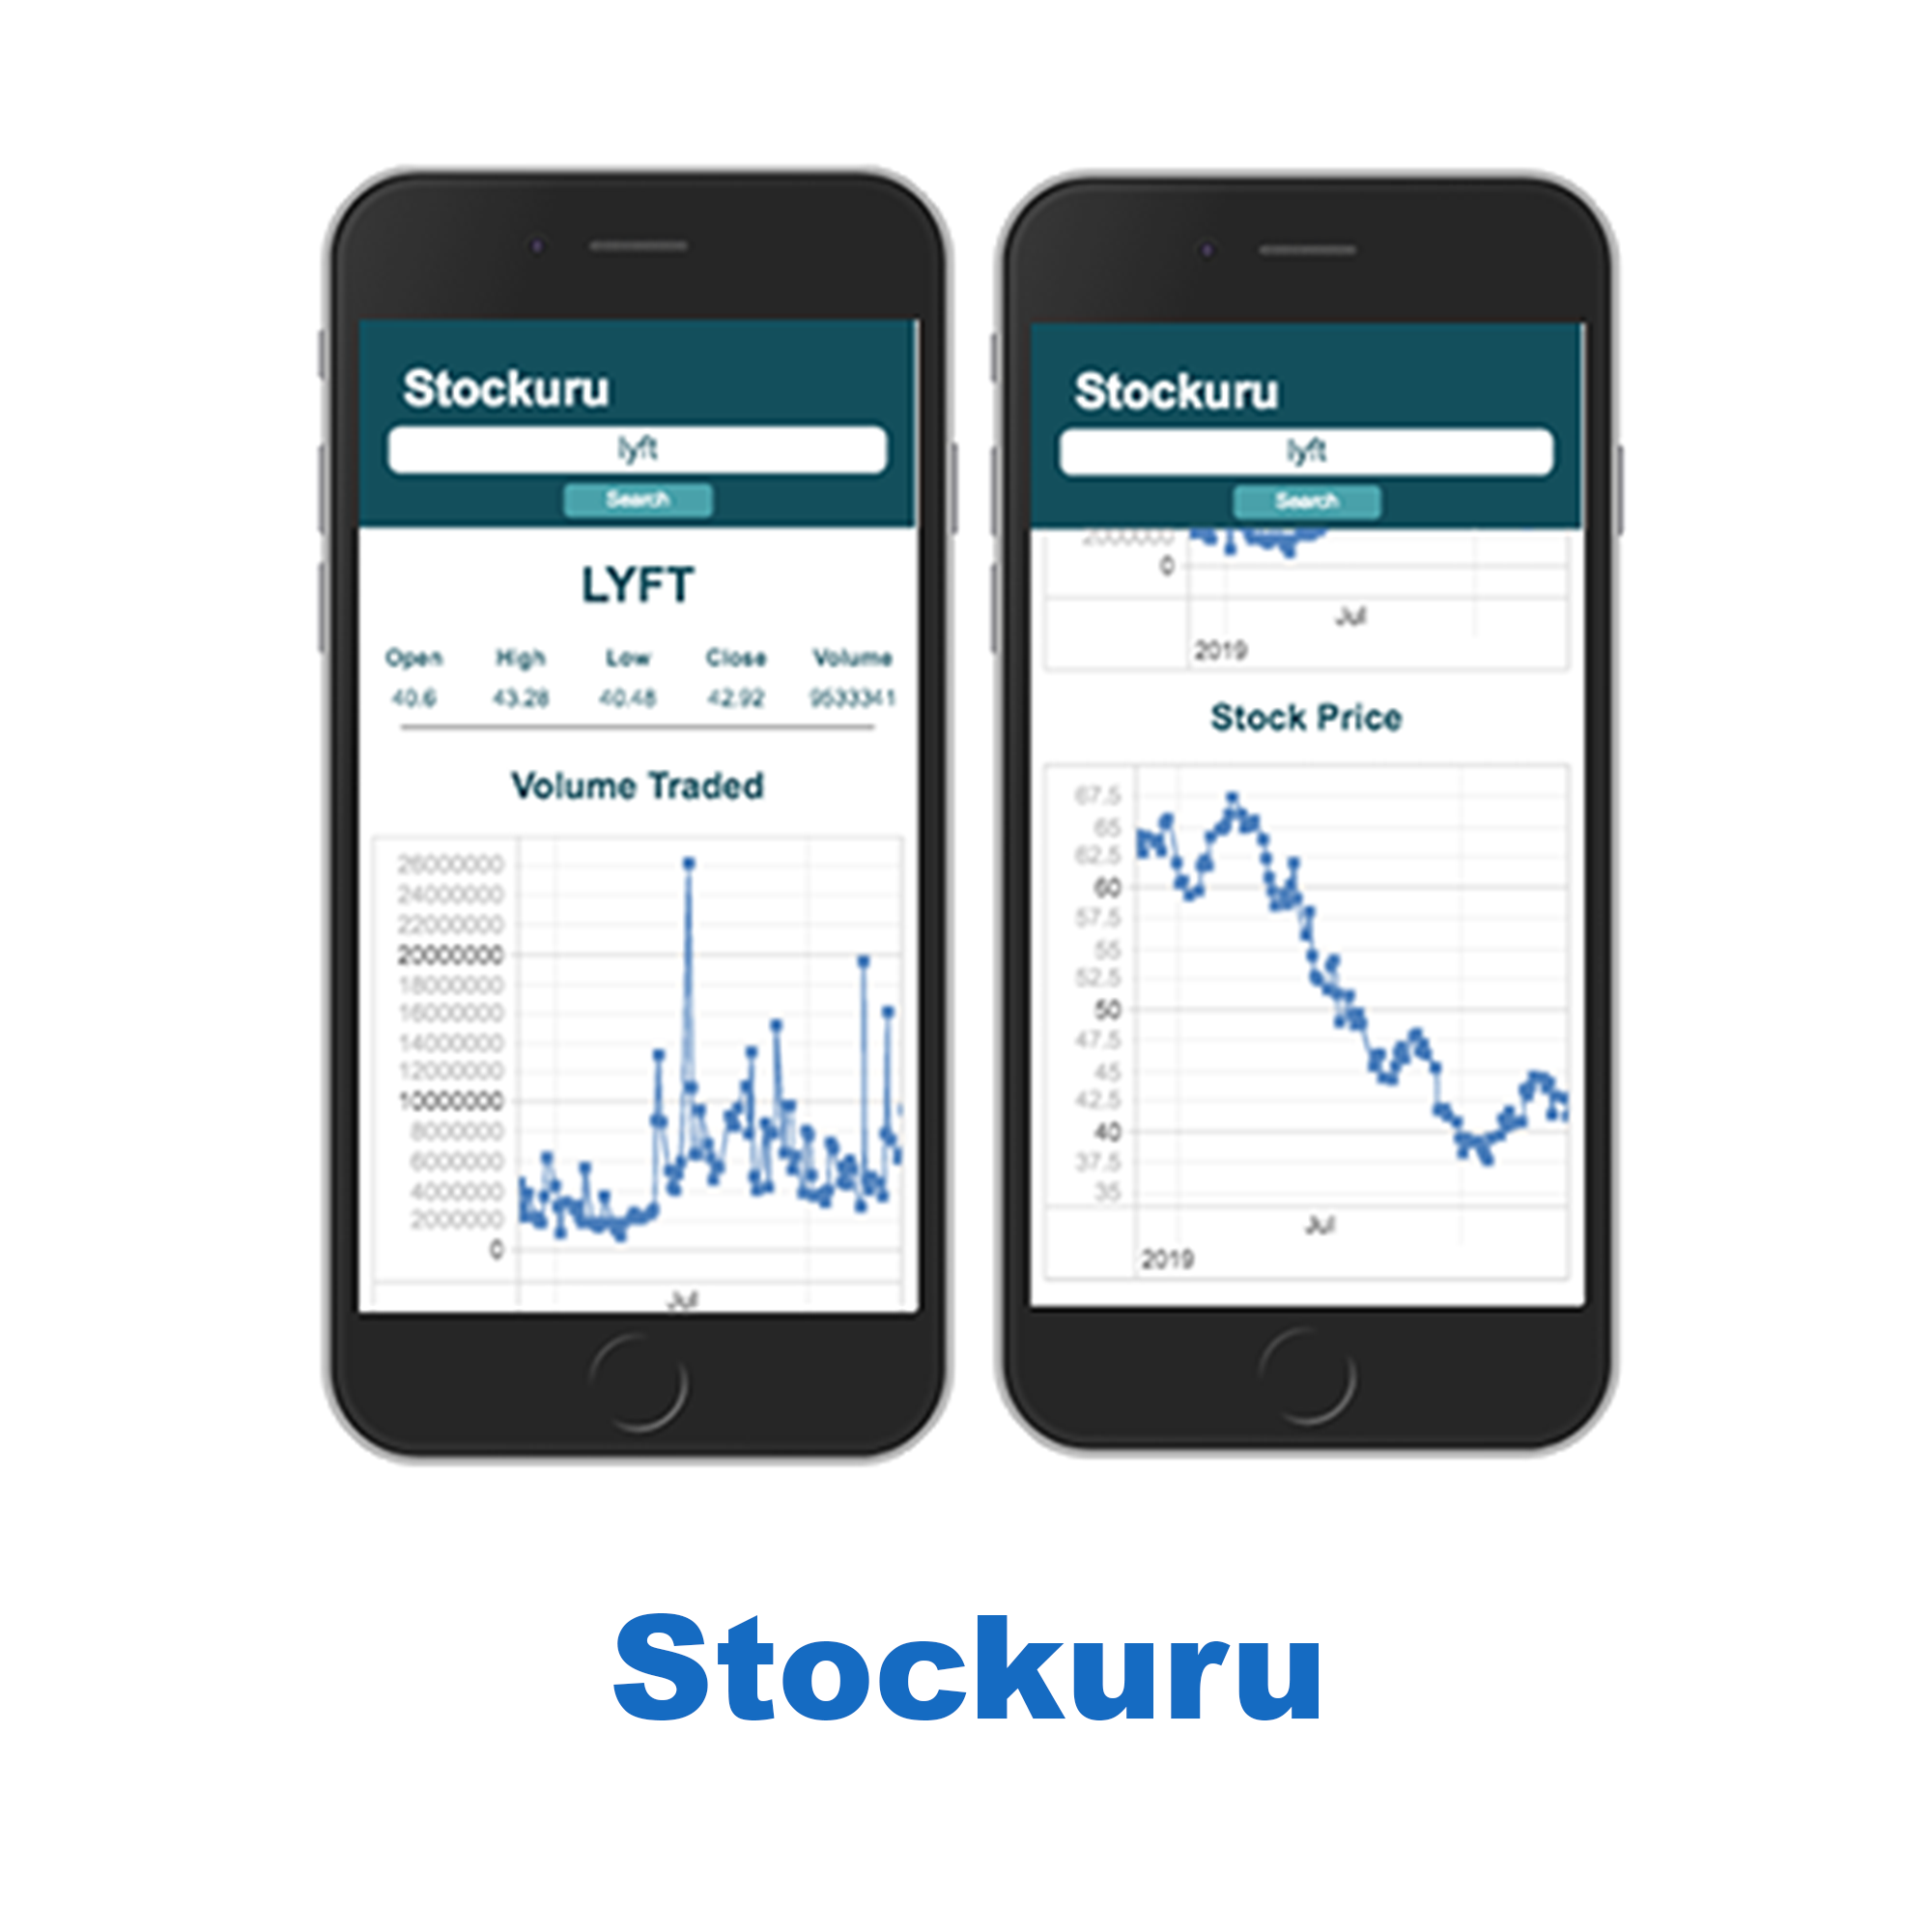 Stockuru
lyft
Search
LYFT
Open High Low Close Volume
40.6 43.28 40.48 42.92 9533341
Volume Traded
26000000
24000000
22000000
20000000
18000000
16000000
14000000
12000000
10000000
8000000
6000000
4000000
2000000
0
Jul
Stockuru
lyft
Search
2000000
0
Jul
2019
Stock Price
67.5
65
62.5
60
57.5
55
52.5
50
47.5
45
42.5
40
37.5
35
Jul
2019
Stockuru